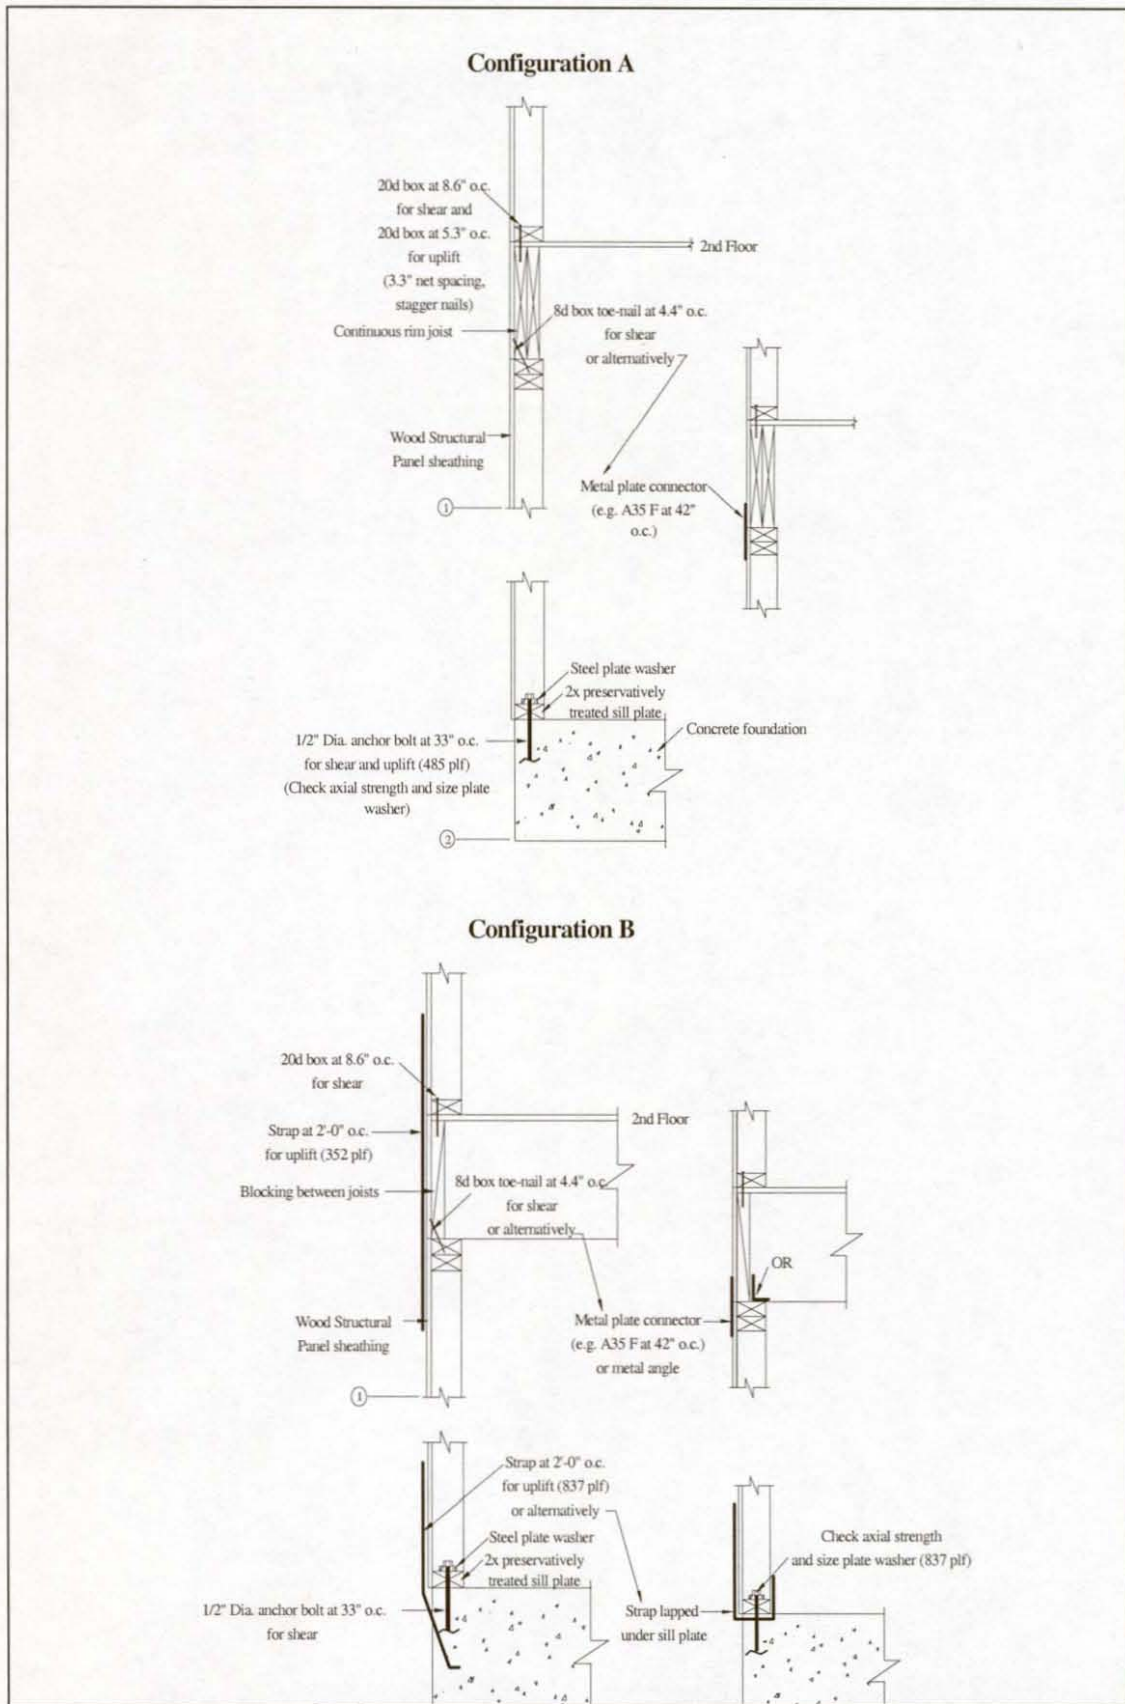 Configuration A
20d box at 8.6" o.c.
for shear and
20d box at 5.3" o.c.
for uplift
(3.3" net spacing,
stagger nails)
2nd Floor
8d box toe-nail at 4.4" o.c.
for shear
or alternatively
Continuous rim joist
Wood Structural
Panel sheathing
Metal plate connector
(e.g. A35 F at 42"
o.c.)
1
Steel plate washer
2x preservatively
treated sill plate
Concrete foundation
1/2" Dia. anchor bolt at 33" o.c.
for shear and uplift (485 plf)
(Check axial strength and size plate
washer)
2
Configuration B
20d box at 8.6" o.c.
for shear
2nd Floor
Strap at 2'-0" o.c.
for uplift (352 plf)
Blocking between joists
8d box toe-nail at 4.4" o.c.
for shear
or alternatively
OR
Wood Structural
Panel sheathing
Metal plate connector
(e.g. A35 F at 42" o.c.)
or metal angle
1
Strap at 2'-0" o.c.
for uplift (837 plf)
or alternatively
Steel plate washer
2x preservatively
treated sill plate
Check axial strength
and size plate washer (837 plf)
1/2" Dia. anchor bolt at 33" o.c.
for shear
Strap lapped
under sill plate